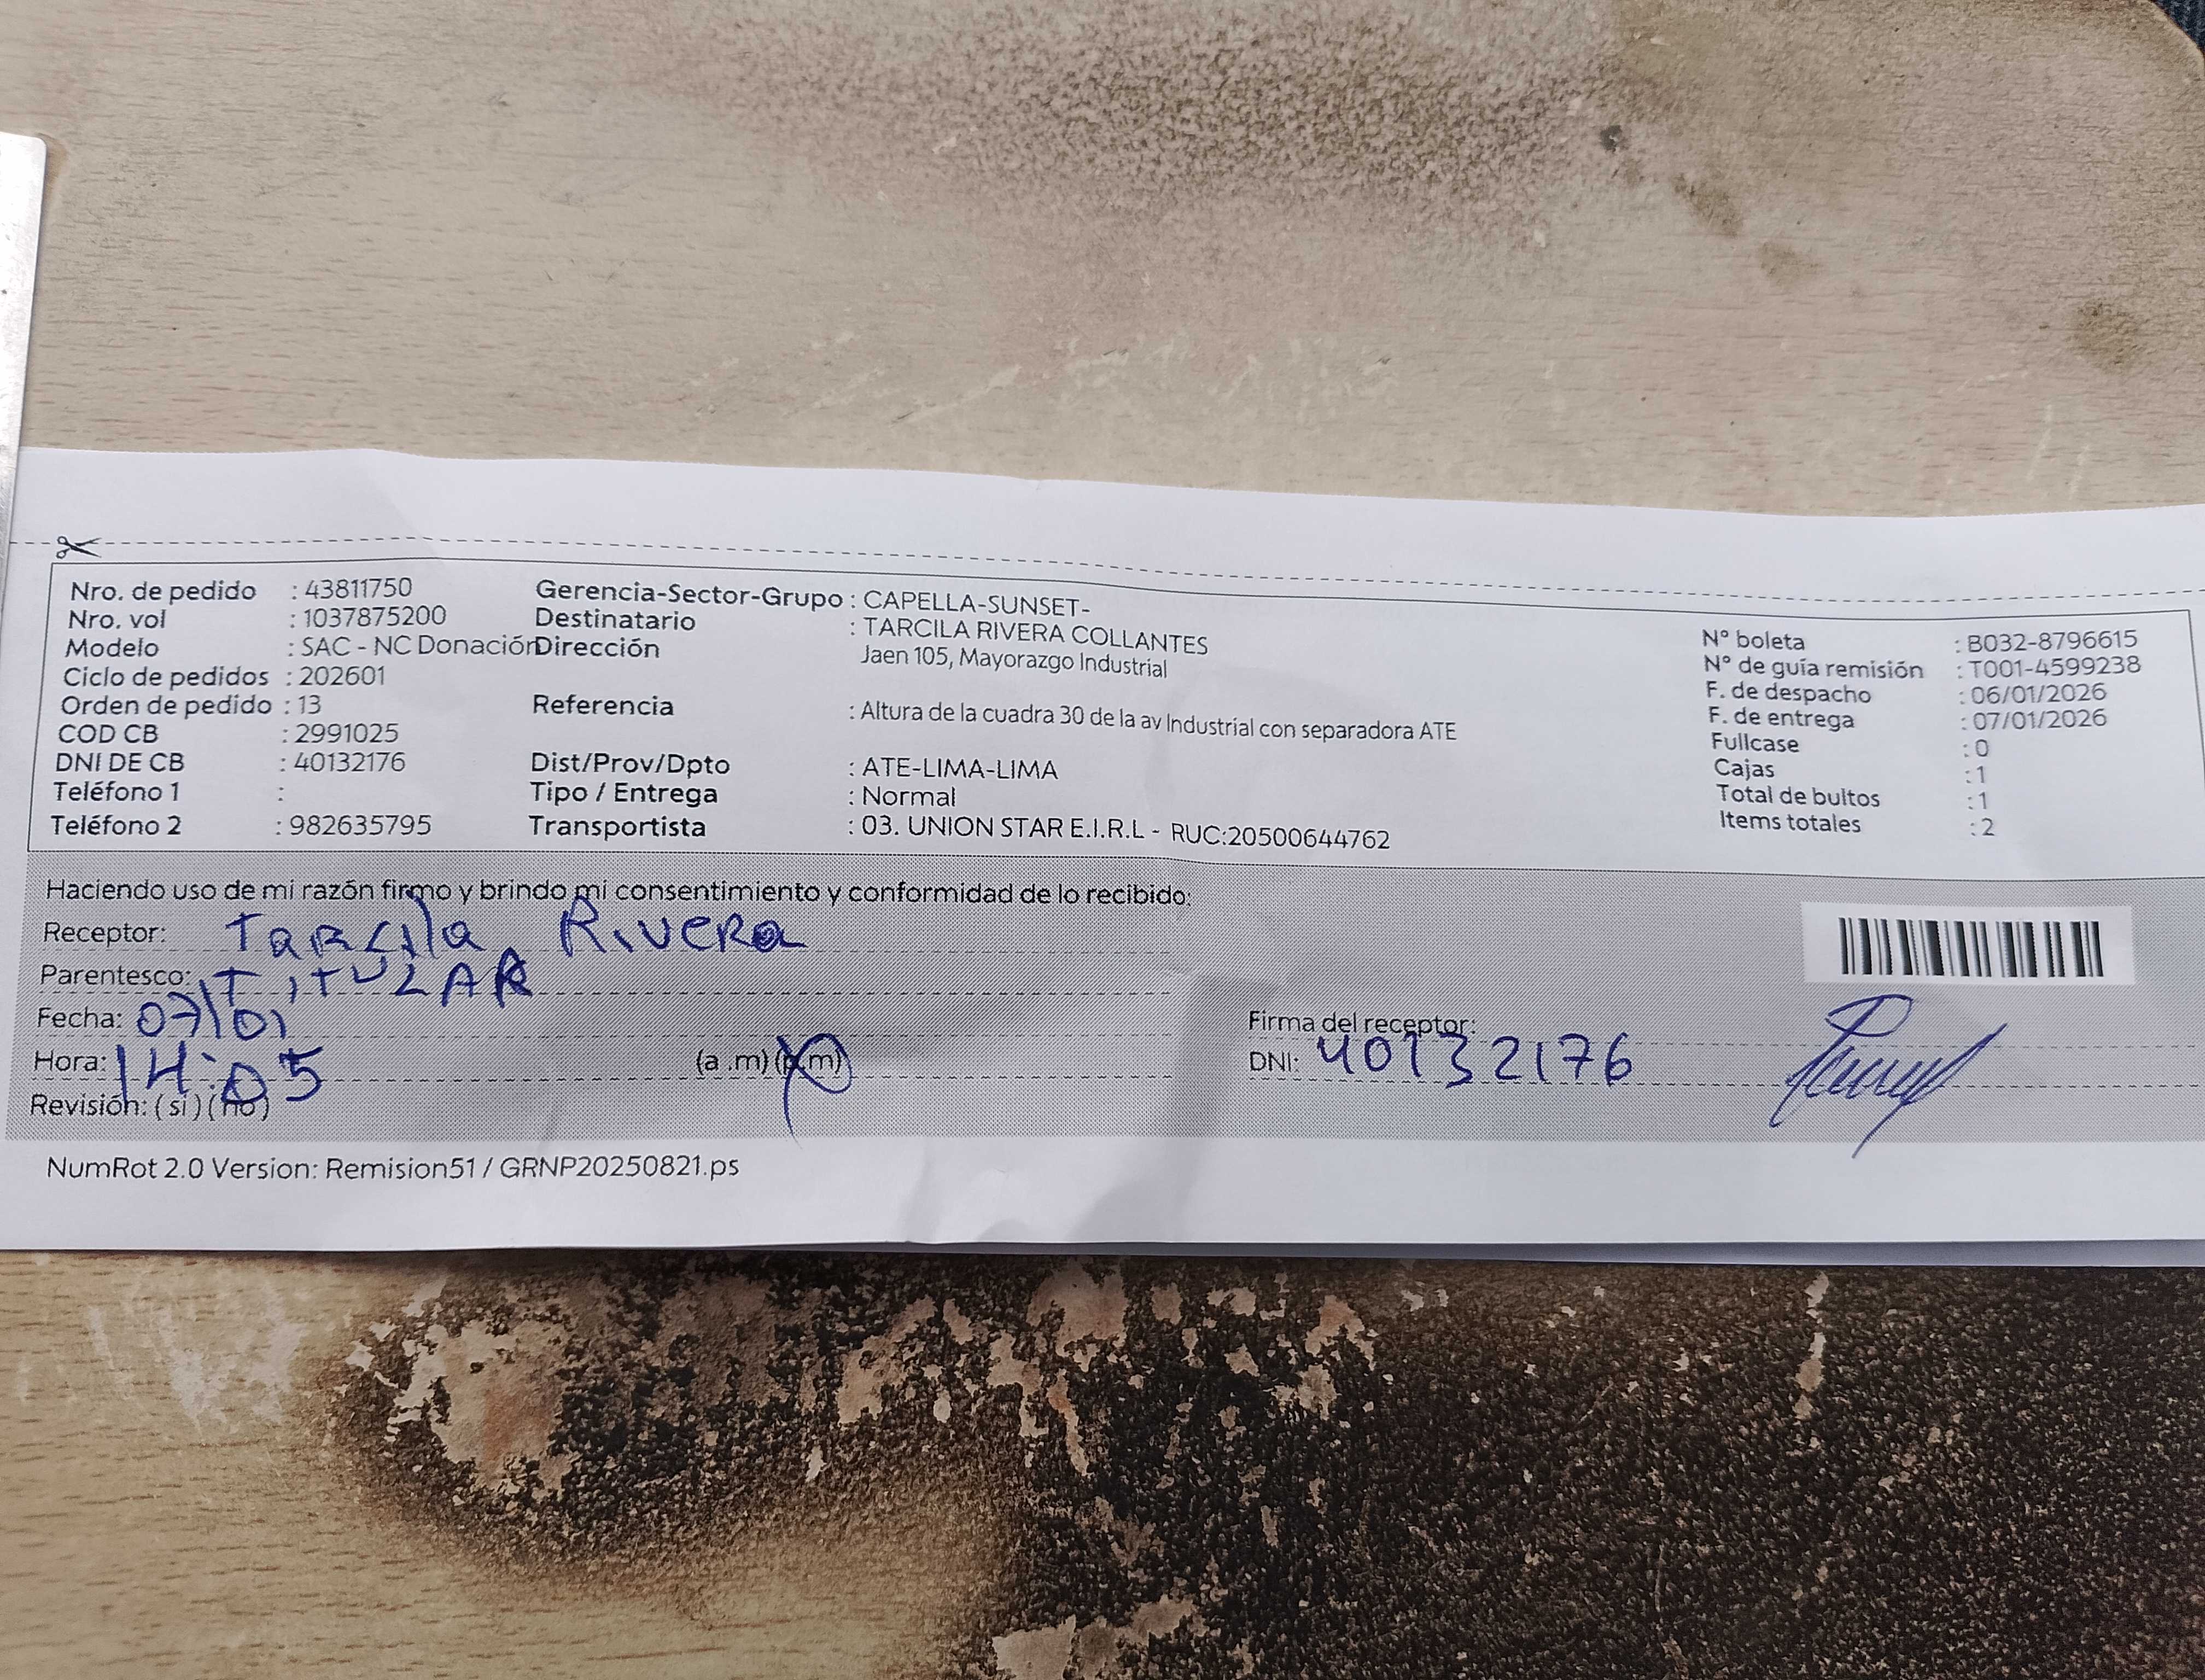 Nro. de pedido : 43811750
Nro. vol : 1037875200
Modelo : SAC - NC Donación
Ciclo de pedidos : 202601
Orden de pedido : 13
COD CB : 2991025
DNI DE CB : 40132176
Teléfono 1 :
Teléfono 2 : 982635795
Gerencia-Sector-Grupo : CAPELLA-SUNSET-
Destinatario : TARCILA RIVERA COLLANTES
Dirección Jaen 105, Mayorazgo Industrial
Referencia : Altura de la cuadra 30 de la av Industrial con separadora ATE
Dist/Prov/Dpto : ATE-LIMA-LIMA
Tipo / Entrega : Normal
Transportista : 03. UNION STAR E.I.R.L - RUC:20500644762
N° boleta : B032-8796615
N° de guía remisión : T001-4599238
F. de despacho : 06/01/2026
F. de entrega : 07/01/2026
Fullcase : 0
Cajas : 1
Total de bultos : 1
Items totales : 2
Haciendo uso de mi razón firmo y brindo mi consentimiento y conformidad de lo recibido:
Receptor: Tarcila Rivera
Parentesco: TITULAR
Fecha: 07/01
Hora: 14:05 (a .m) (p.m)
Revisión: ( si ) ( no )
Firma del receptor:
DNI: 40132176
NumRot 2.0 Version: Remision51 / GRNP20250821.ps